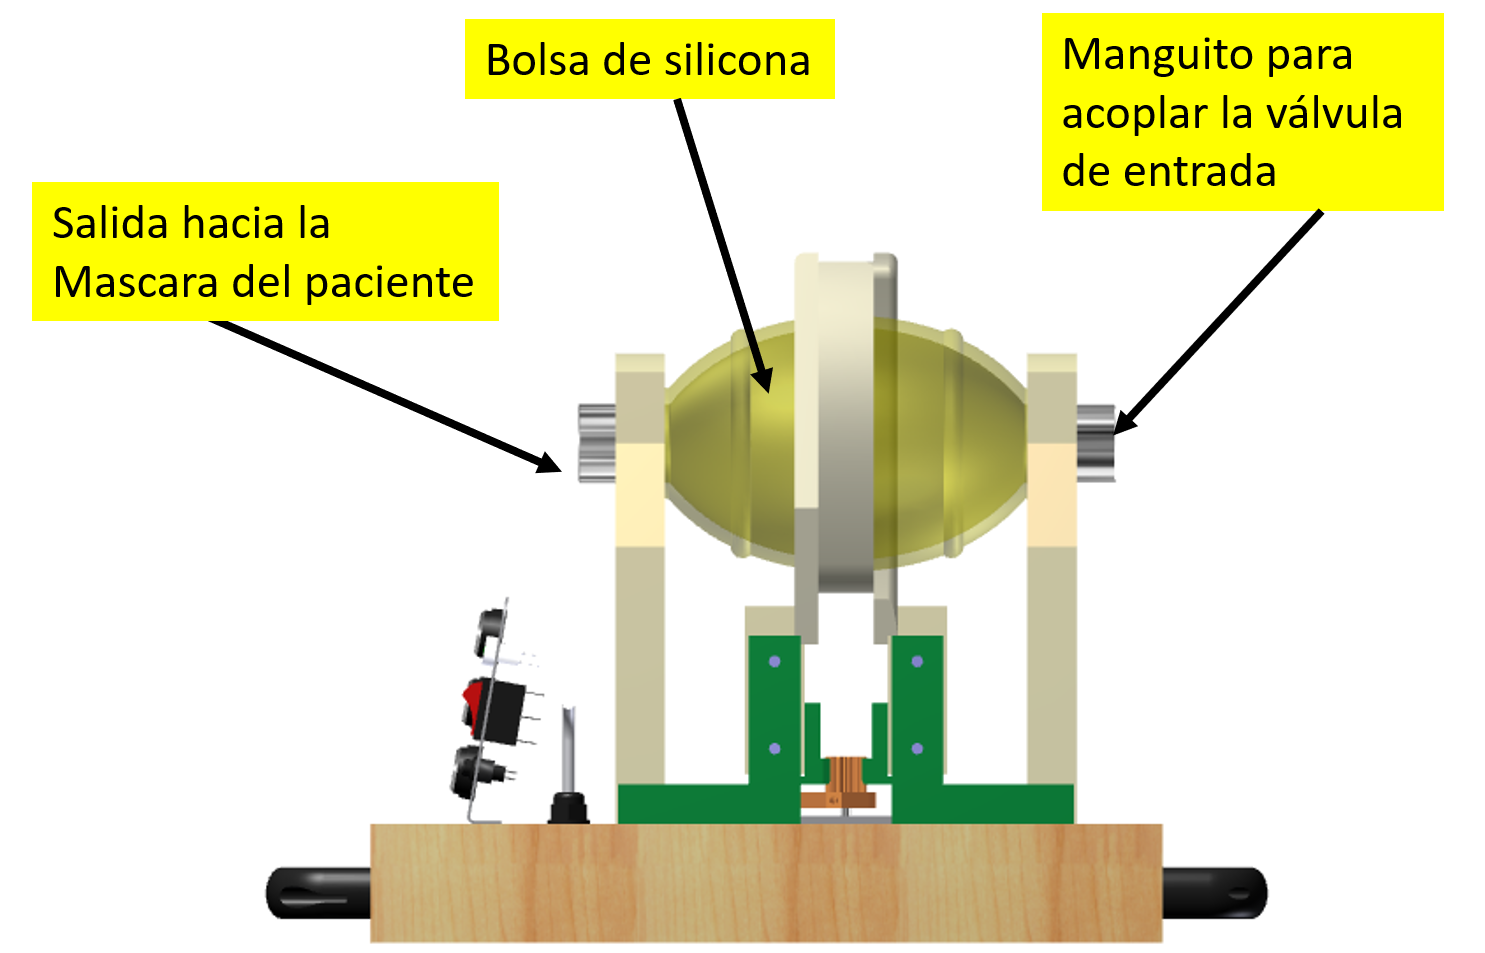 Bolsa de silicona
Manguito para
acoplar la válvula
de entrada
Salida hacia la
Mascara del paciente